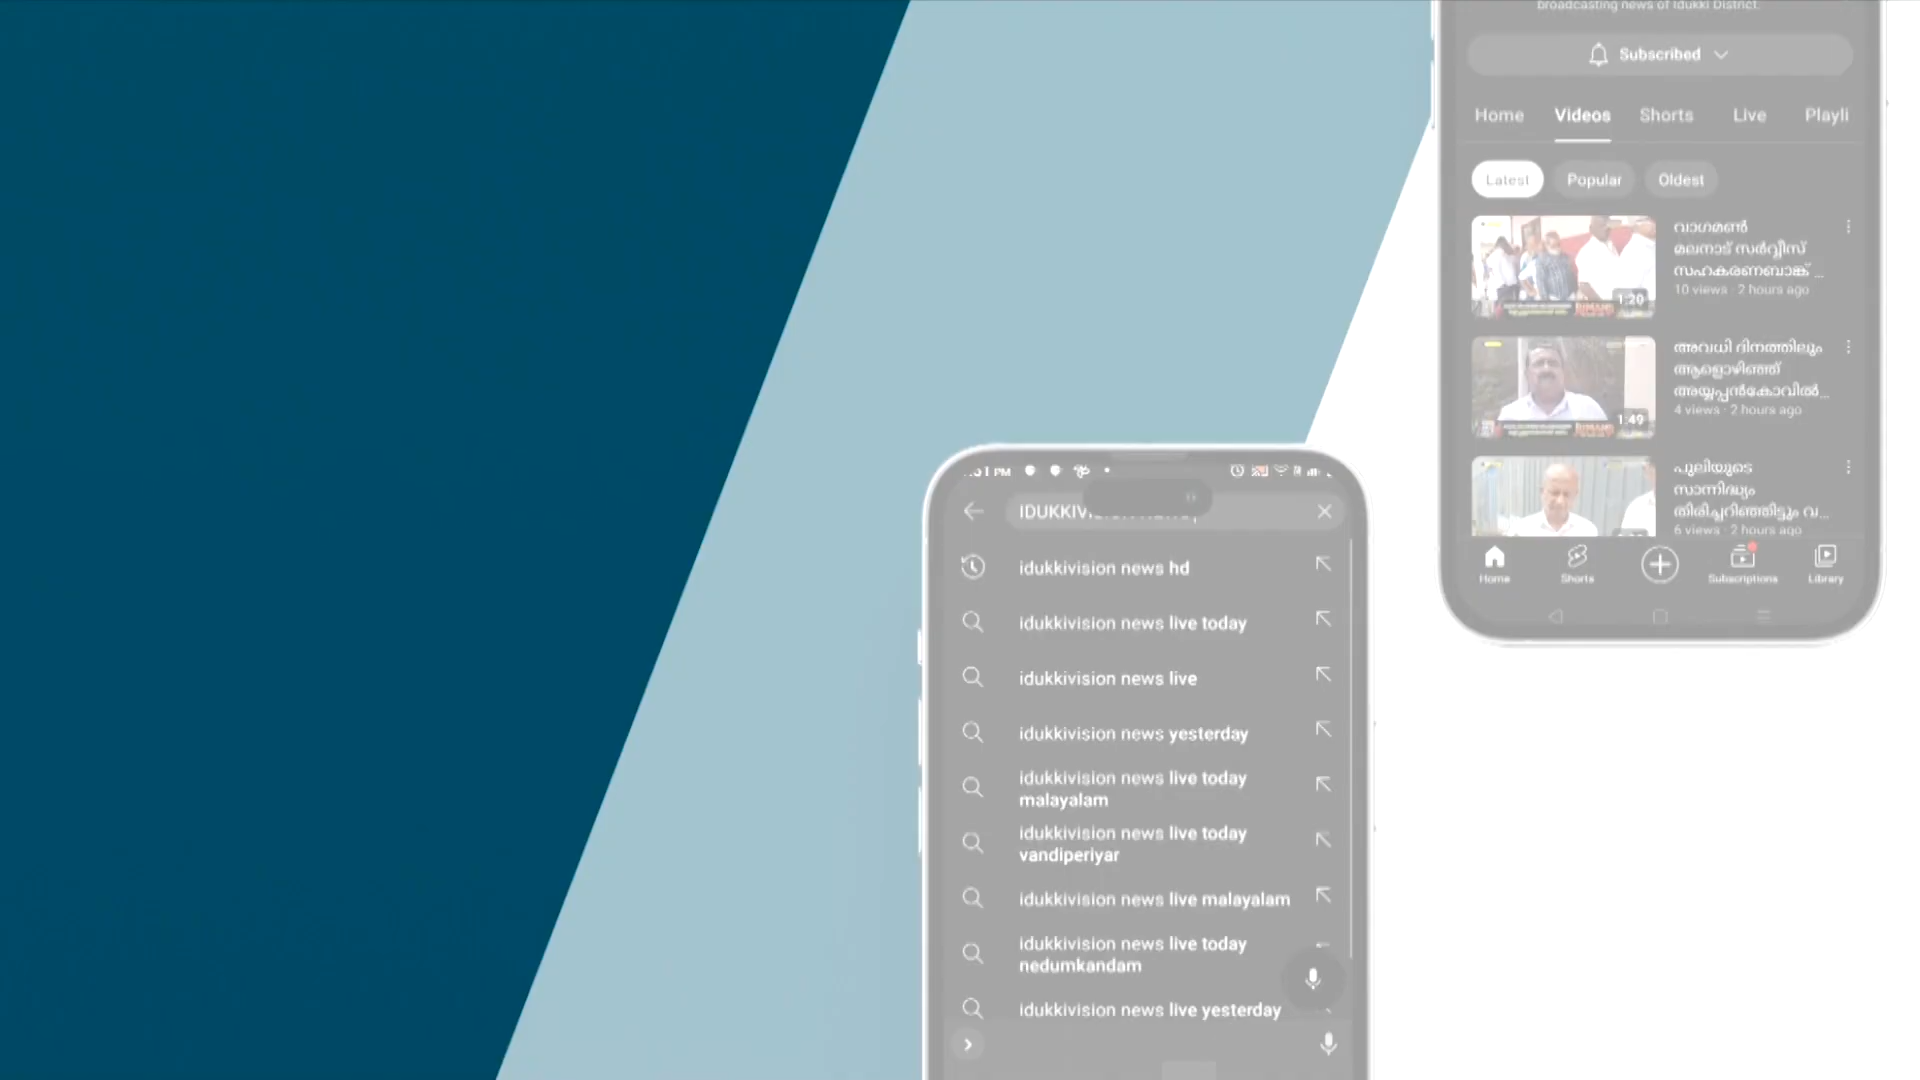 broadcasting news of Idukki District.
Subscribed
Home Videos Shorts Live Playli
Latest Popular Oldest
വാഗമൺ
മലനാട് സർവ്വീസ്
സഹകരണബാങ്ക് ...
10 views · 2 hours ago
1:20
അവധി ദിനത്തിലും
ആളൊഴിഞ്ഞ്
അയ്യപ്പൻകോവിൽ...
4 views · 2 hours ago
1:49
പുലിയുടെ
സാന്നിദ്ധ്യം
തിരിച്ചറിഞ്ഞിട്ടും വ...
6 views · 2 hours ago
Home Shorts Subscriptions Library
PM
idukkivision news hd
idukkivision news live today
idukkivision news live
idukkivision news yesterday
idukkivision news live today
malayalam
idukkivision news live today
vandiperiyar
idukkivision news live malayalam
idukkivision news live today
nedumkandam
idukkivision news live yesterday